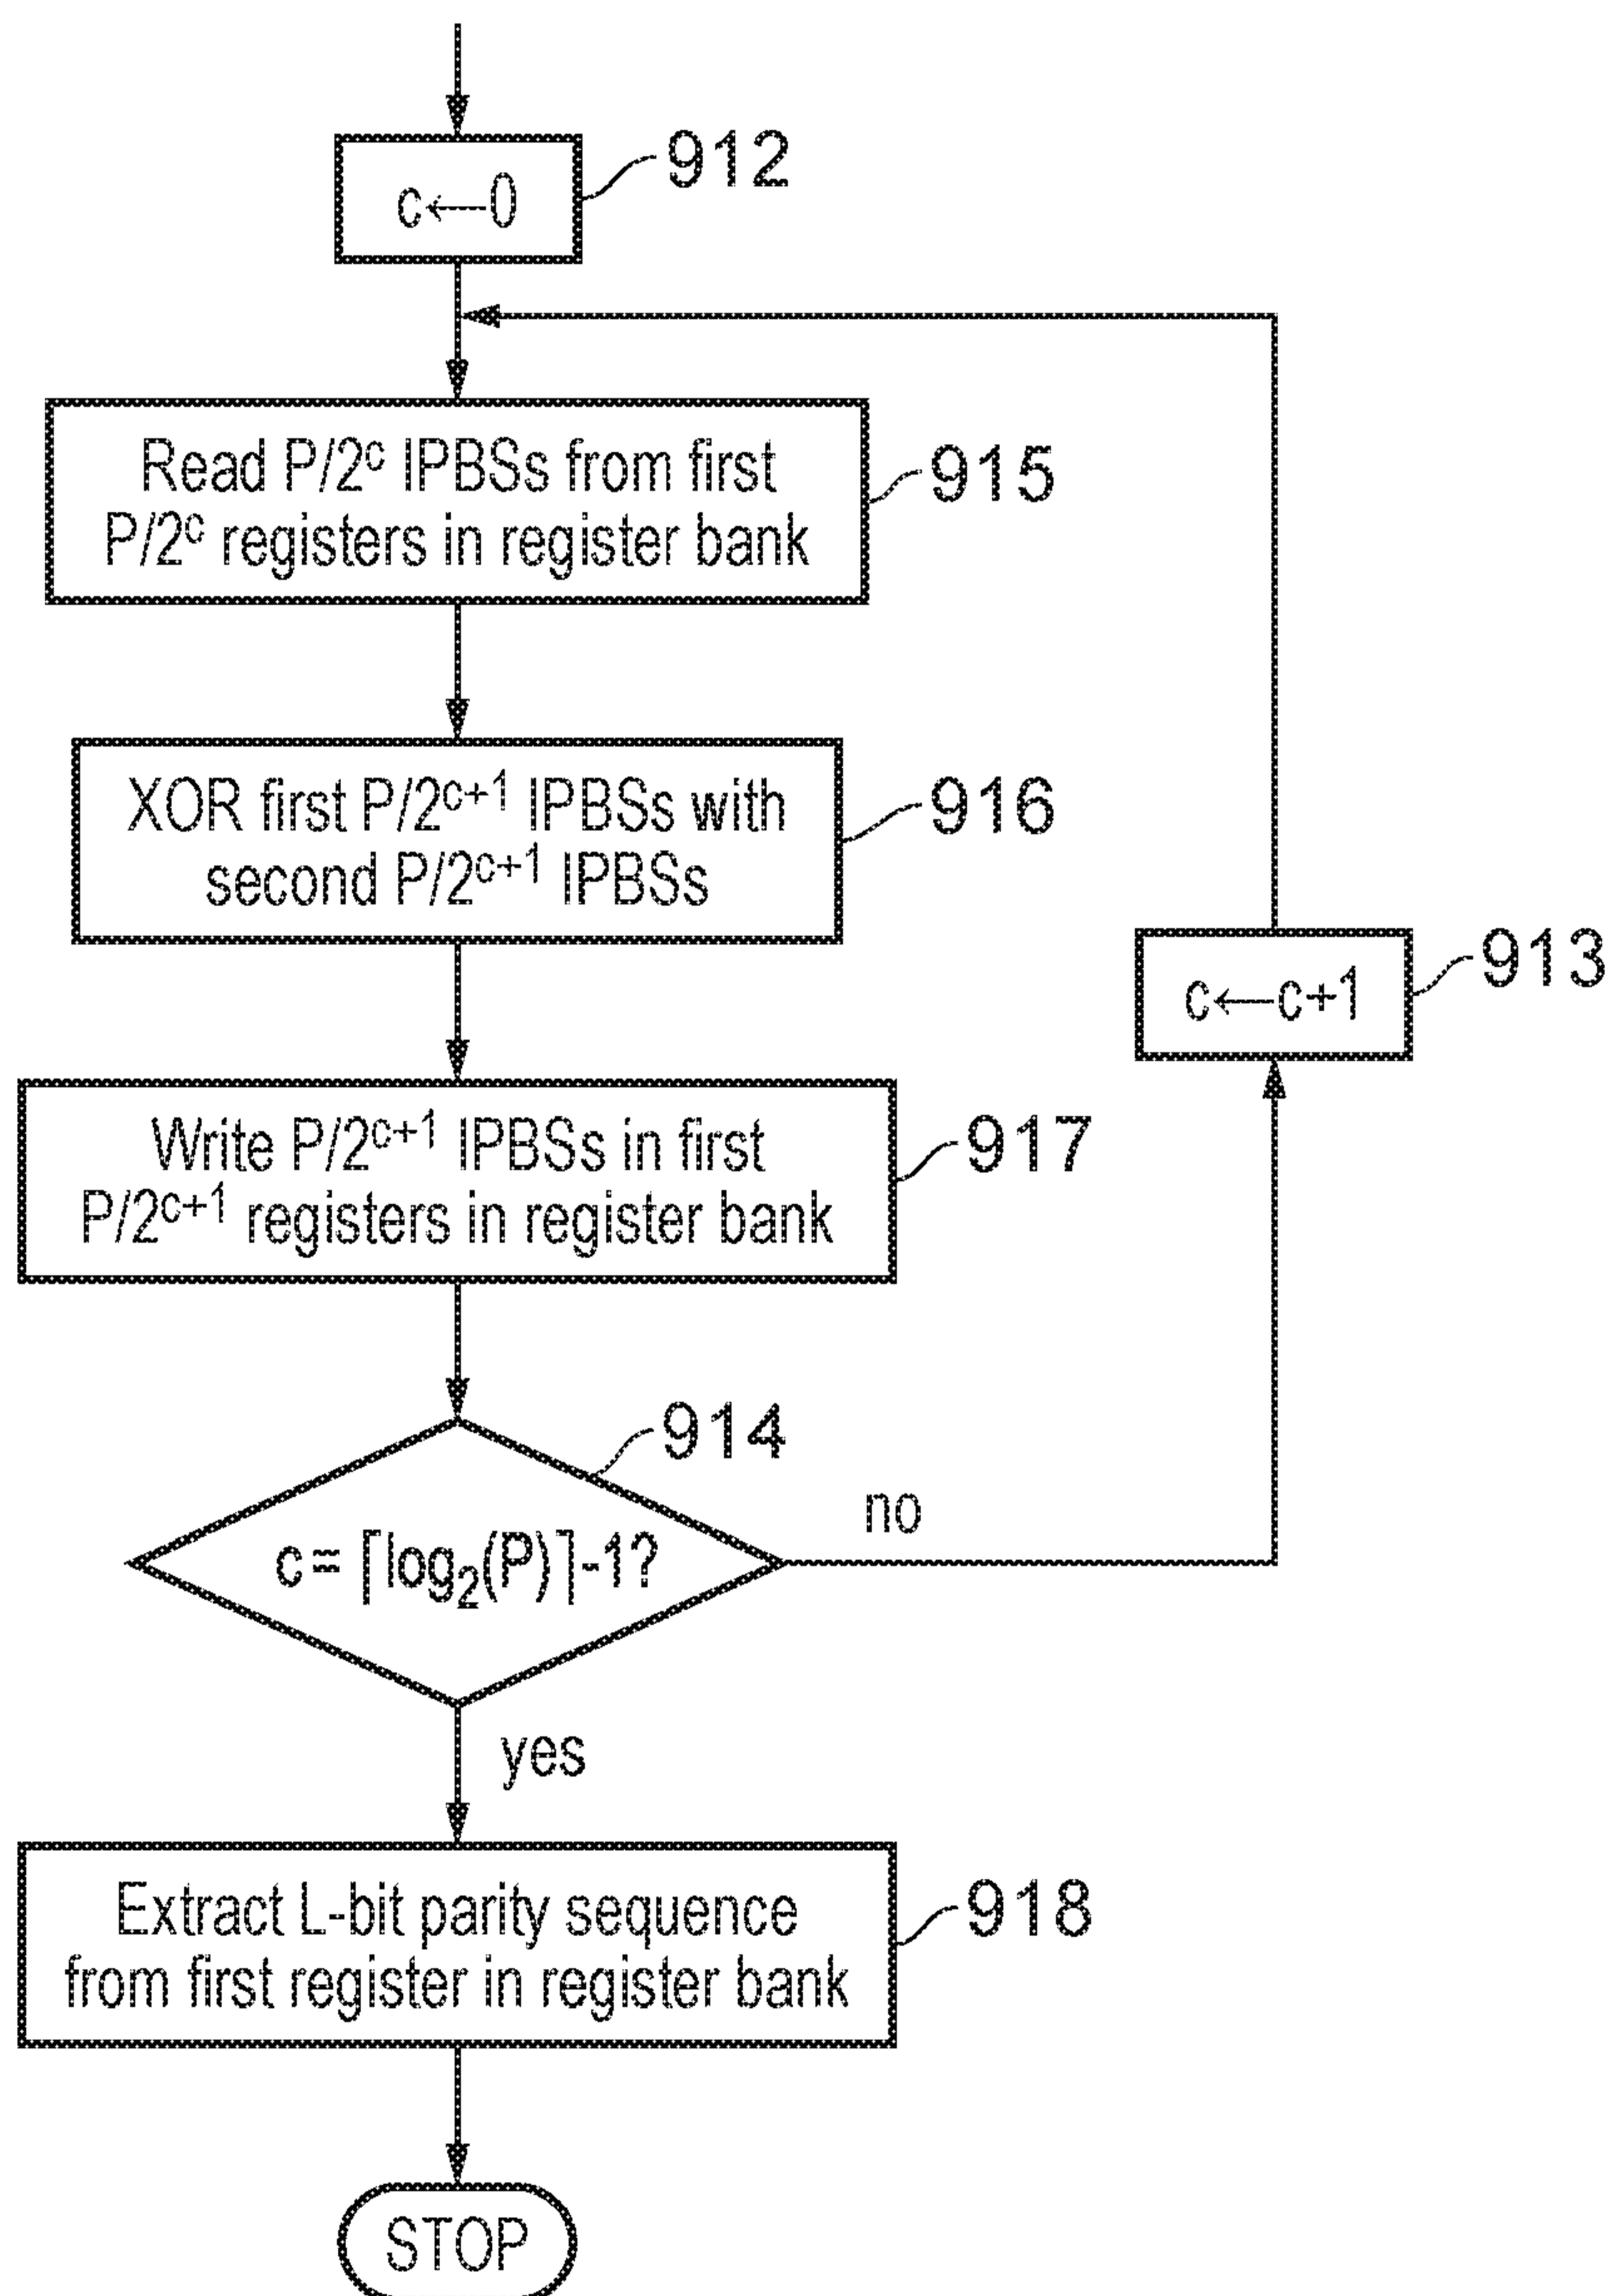 c←0
912
Read P/2ᶜ IPBSs from first
P/2ᶜ registers in register bank
915
XOR first P/2ᶜ⁺¹ IPBSs with
second P/2ᶜ⁺¹ IPBSs
916
c←c+1
913
Write P/2ᶜ⁺¹ IPBSs in first
P/2ᶜ⁺¹ registers in register bank
917
914
c = ⌈log₂(P)⌉-1?
no
yes
Extract L-bit parity sequence
from first register in register bank
918
STOP